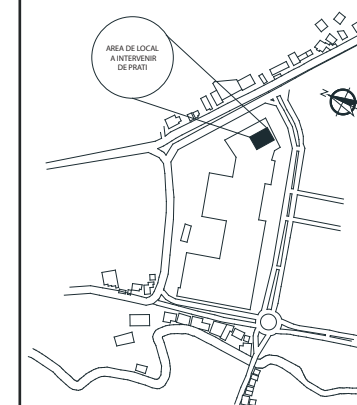 AREA DE LOCAL
A INTERVENIR
DE PRATI
N